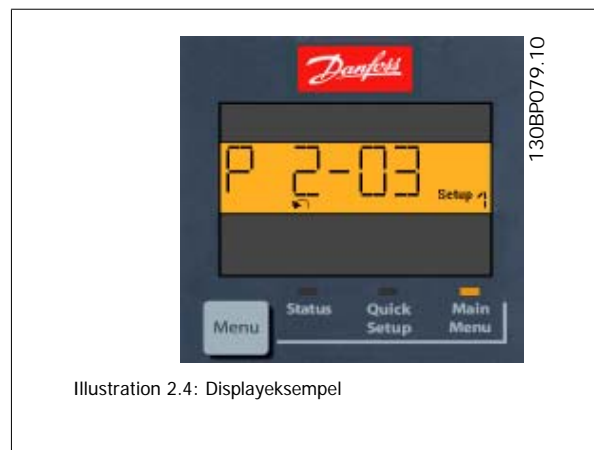 Danfoss
130BP079.10
P 2-03
Setup 1
Status
Quick Setup
Main Menu
Menu
Illustration 2.4: Displayeksempel